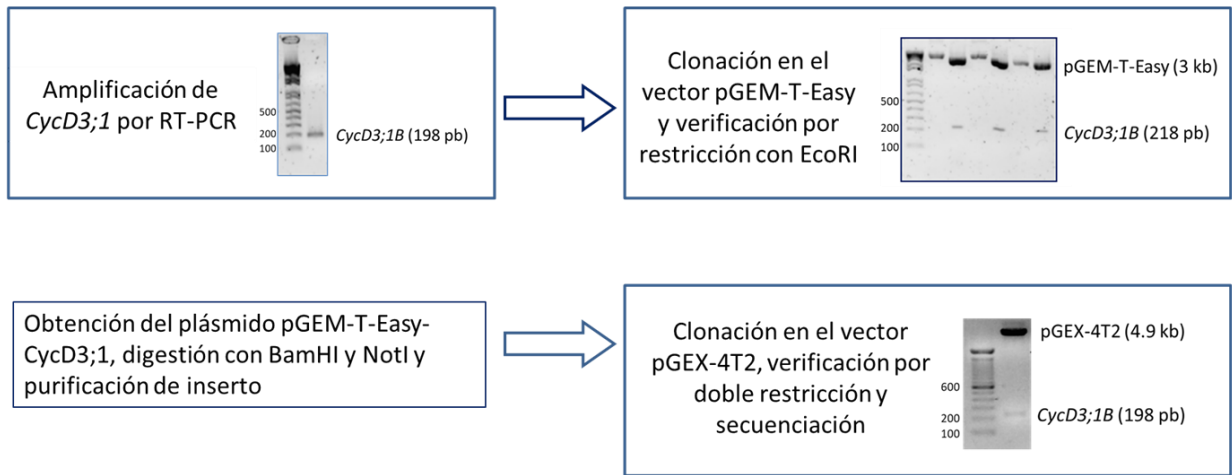 Amplificación de
CycD3;1 por RT-PCR
500
200
100
CycD3;1B (198 pb)
Clonación en el
vector pGEM-T-Easy
y verificación por
restricción con EcoRI
500
200
100
pGEM-T-Easy (3 kb)
CycD3;1B (218 pb)
Obtención del plásmido pGEM-T-Easy-
CycD3;1, digestión con BamHI y NotI y
purificación de inserto
Clonación en el vector
pGEX-4T2, verificación por
doble restricción y
secuenciación
600
200
100
pGEX-4T2 (4.9 kb)
CycD3;1B (198 pb)